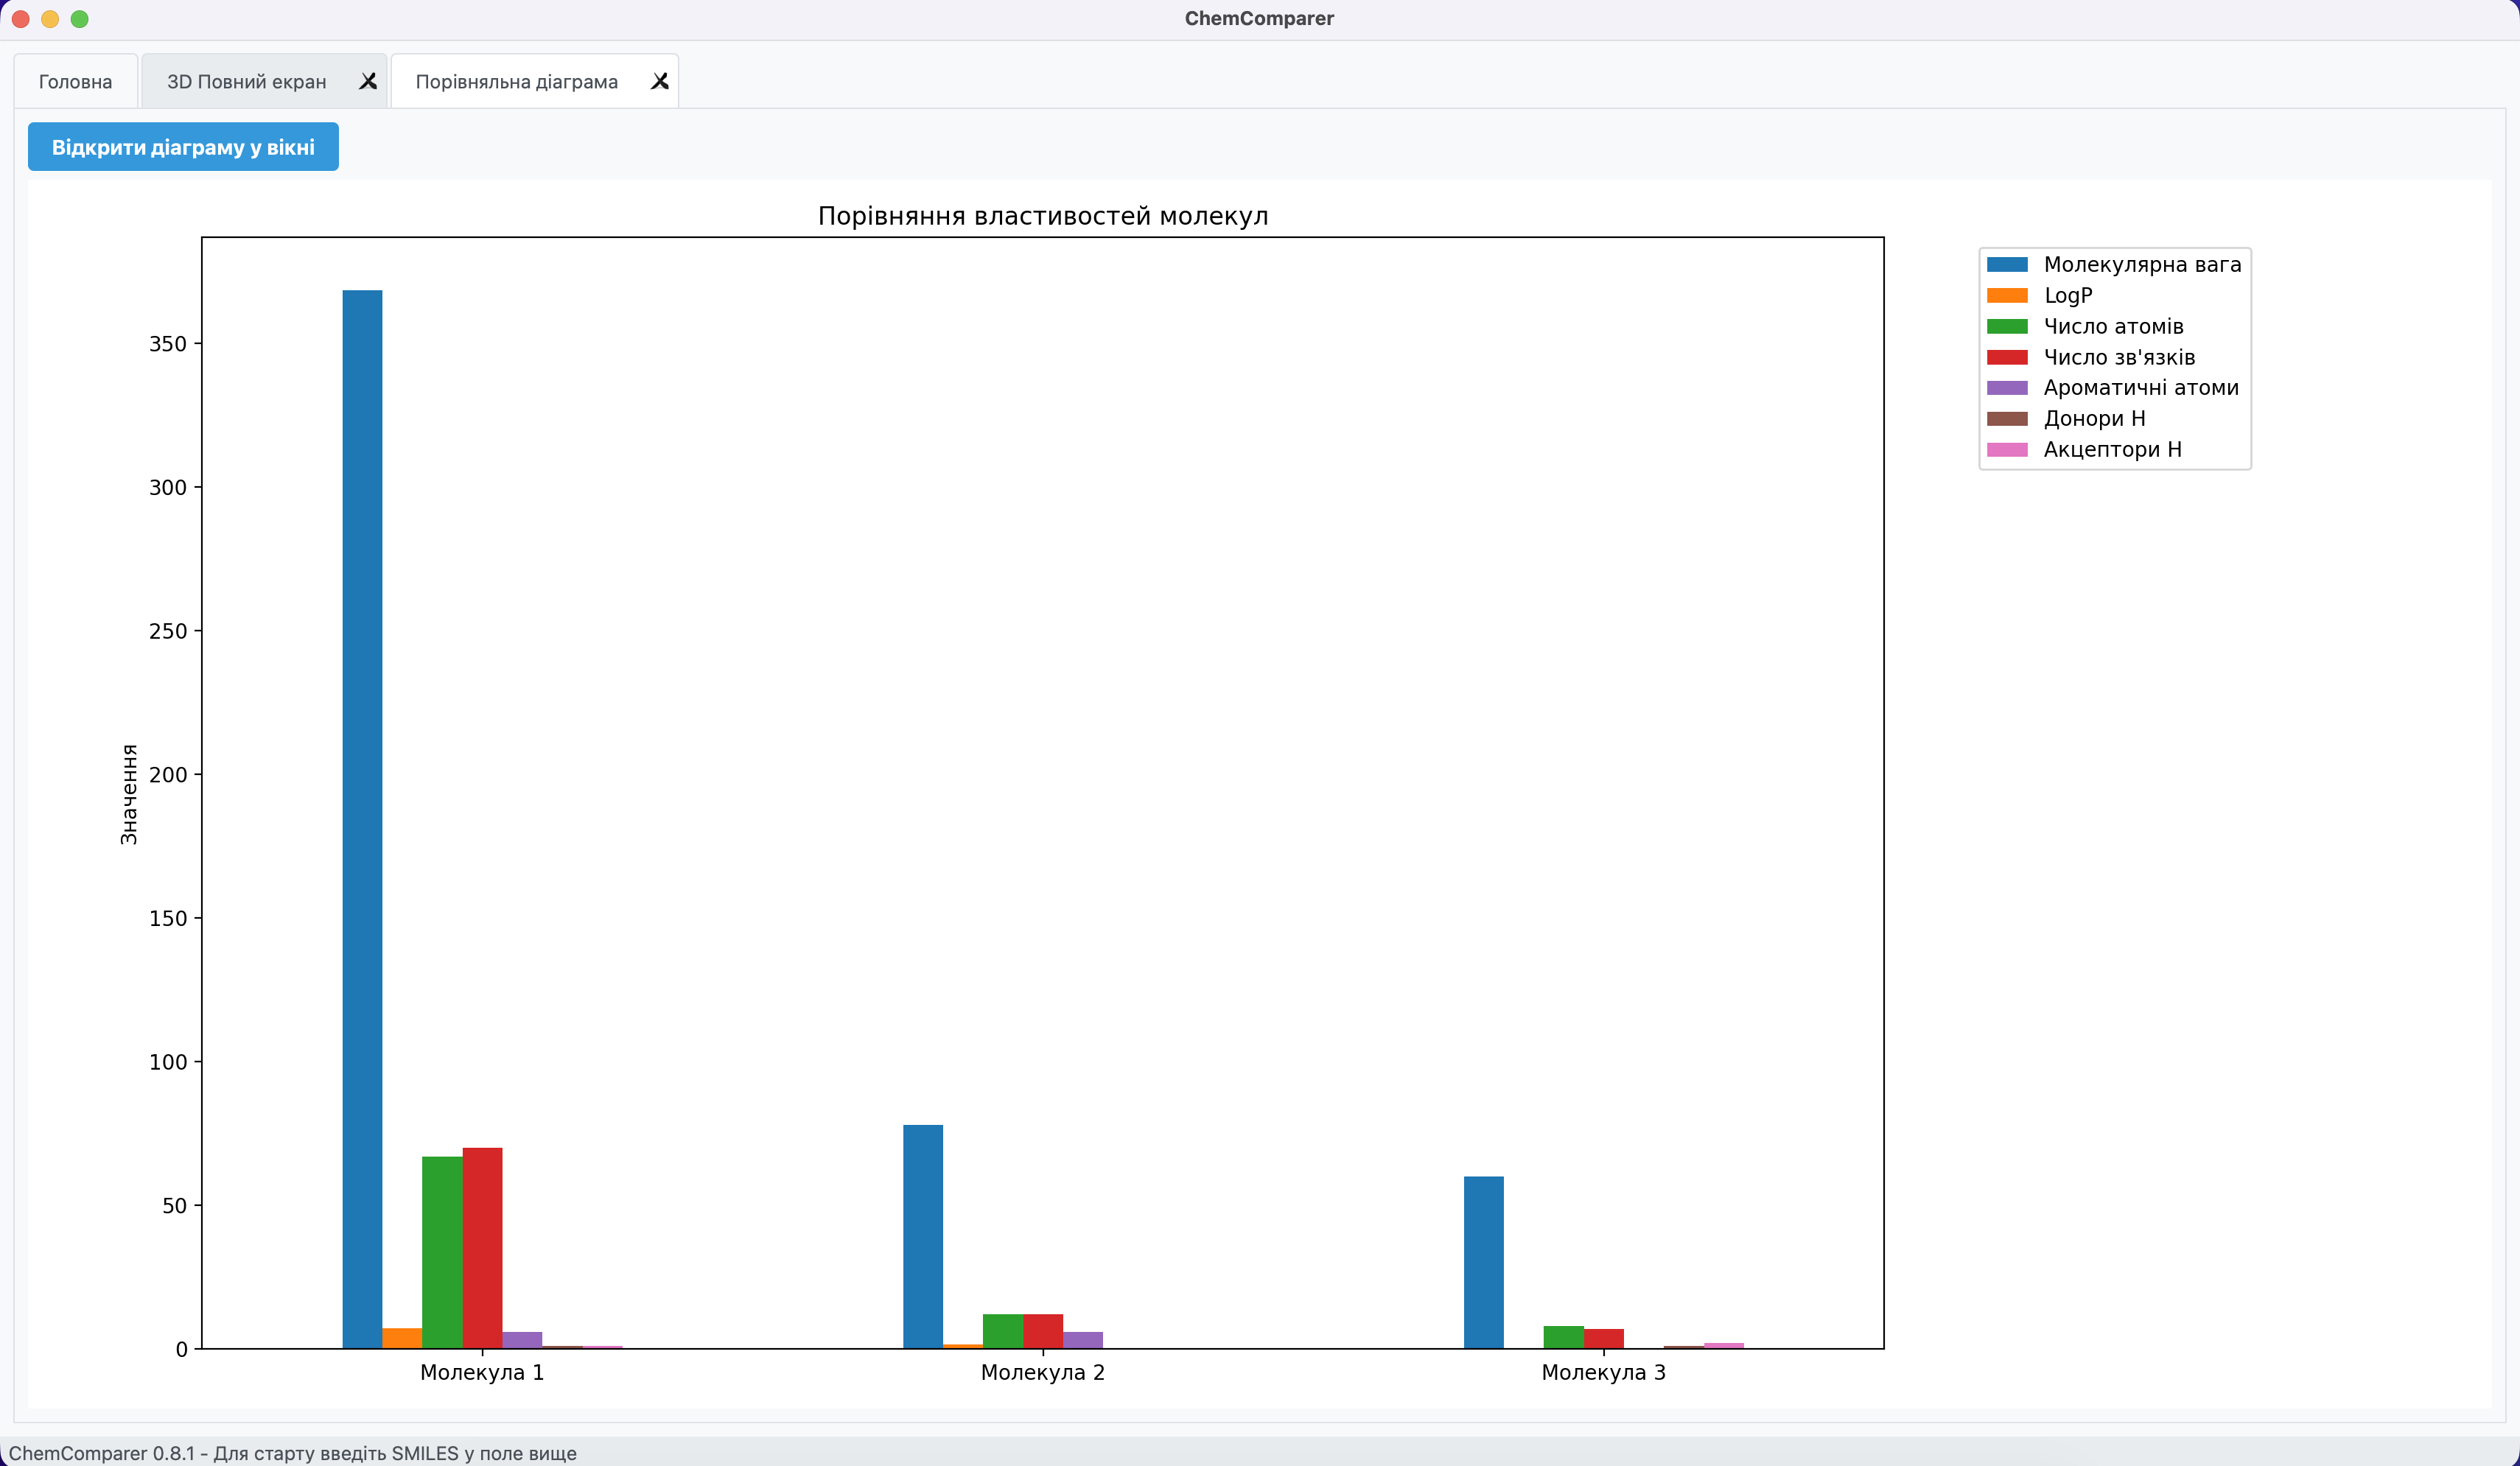 ChemComparer
Головна
3D Повний екран
Порівняльна діаграма
Відкрити діаграму у вікні
Порівняння властивостей молекул
Молекулярна вага
LogP
Число атомів
Число зв'язків
Ароматичні атоми
Донори H
Акцептори H
350
300
250
200
150
100
50
0
Значення
Молекула 1
Молекула 2
Молекула 3
ChemComparer 0.8.1 - Для старту введіть SMILES у поле вище